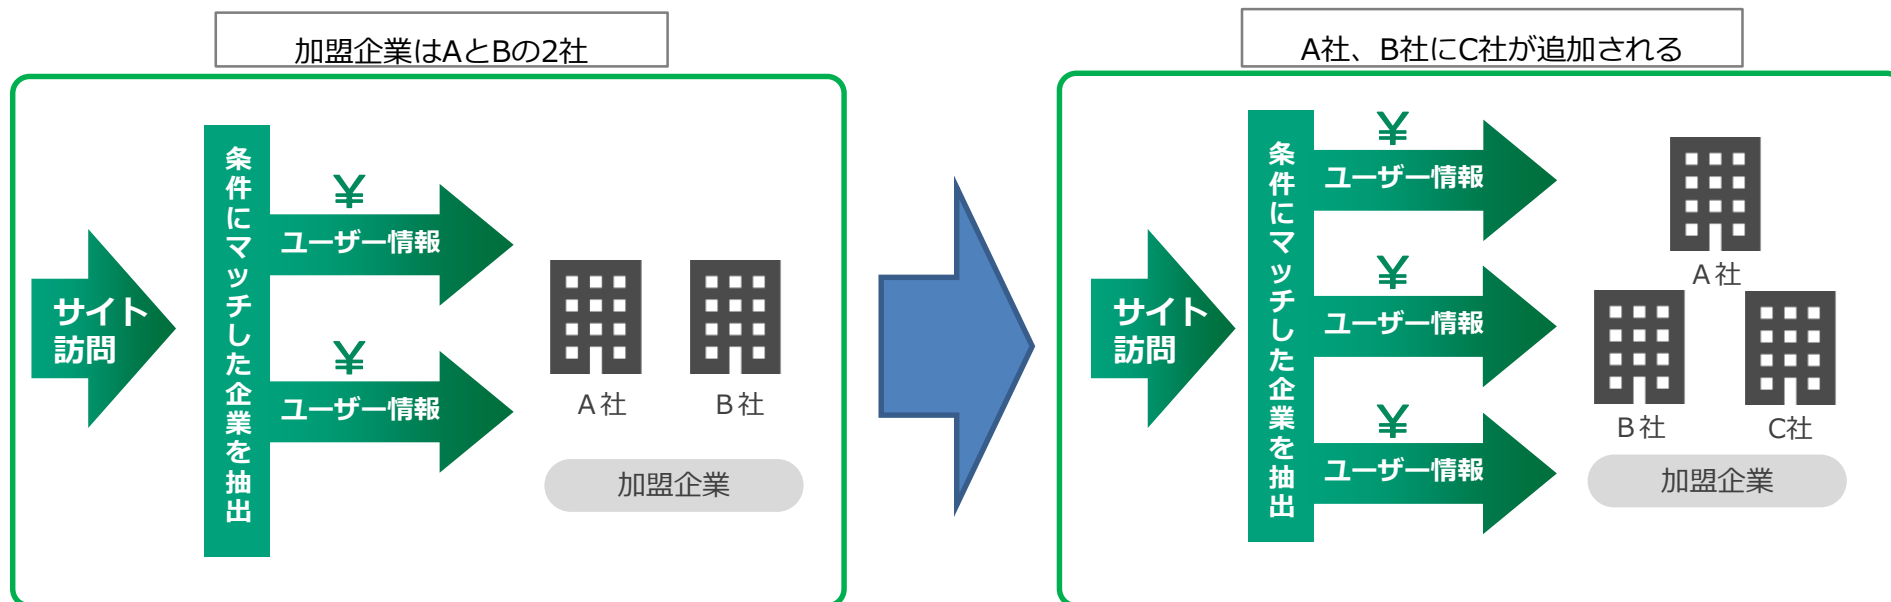 加盟企業はAとBの2社
サイト
訪問
条件にマッチした企業を抽出
¥
ユーザー情報
¥
ユーザー情報
A社
B社
加盟企業
A社、B社にC社が追加される
サイト
訪問
条件にマッチした企業を抽出
¥
ユーザー情報
¥
ユーザー情報
¥
ユーザー情報
A社
B社
C社
加盟企業